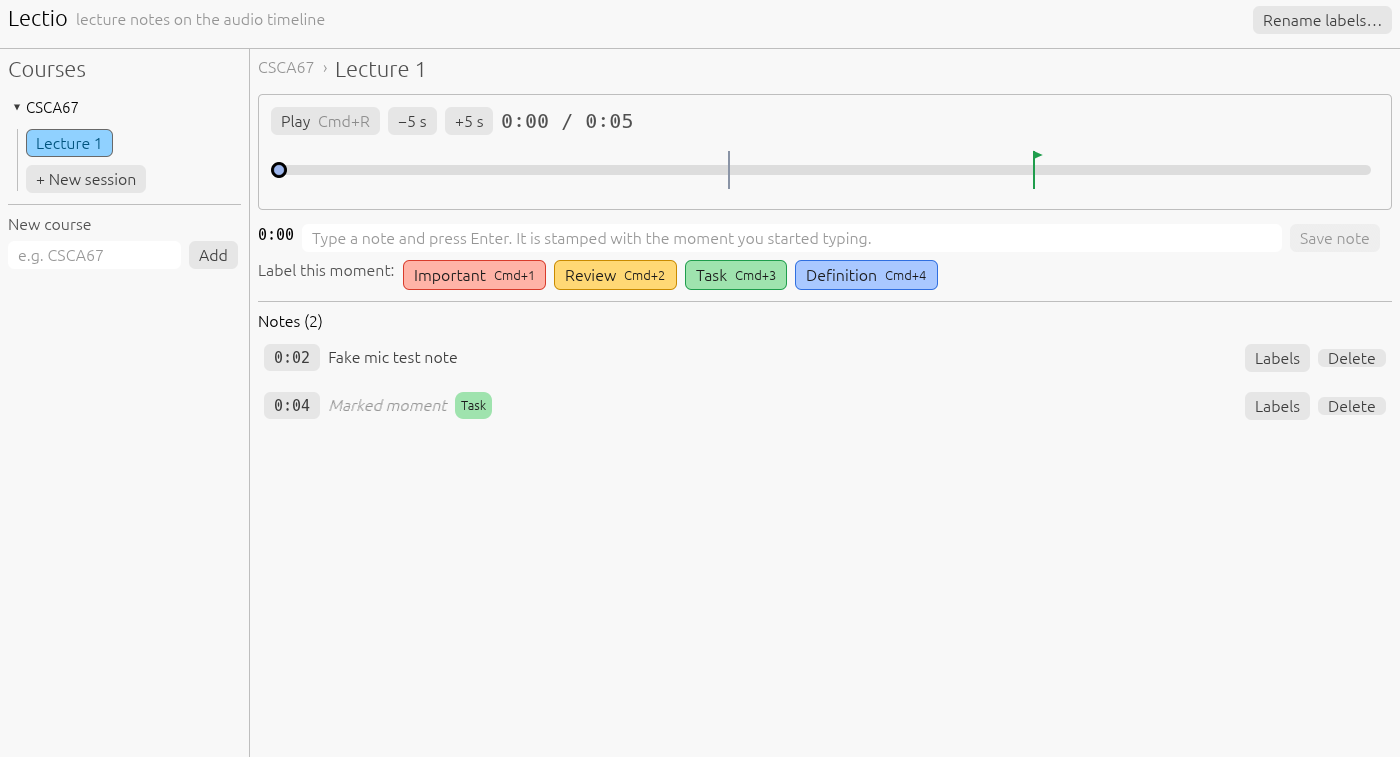 Lectio lecture notes on the audio timeline
Rename labels…
Courses
▾ CSCA67
Lecture 1
+ New session
New course
e.g. CSCA67
Add
CSCA67 › Lecture 1
Play Cmd+R
−5 s
+5 s
0:00 / 0:05
0:00
Type a note and press Enter. It is stamped with the moment you started typing.
Save note
Label this moment:
Important Cmd+1
Review Cmd+2
Task Cmd+3
Definition Cmd+4
Notes (2)
0:02 Fake mic test note
Labels
Delete
0:04 Marked moment Task
Labels
Delete